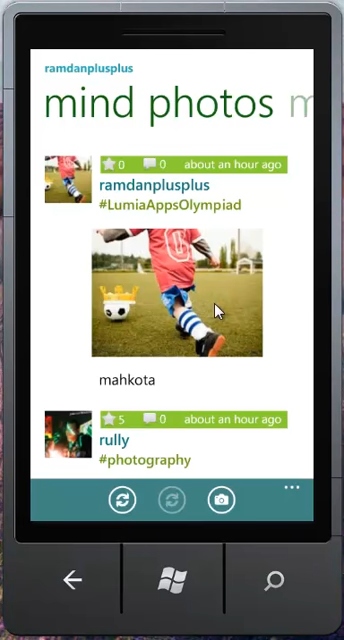 ramdanplusplus
mind photos m
0 0 about an hour ago
ramdanplusplus
#LumiaAppsOlympiad
mahkota
5 0 about an hour ago
rully
#photography